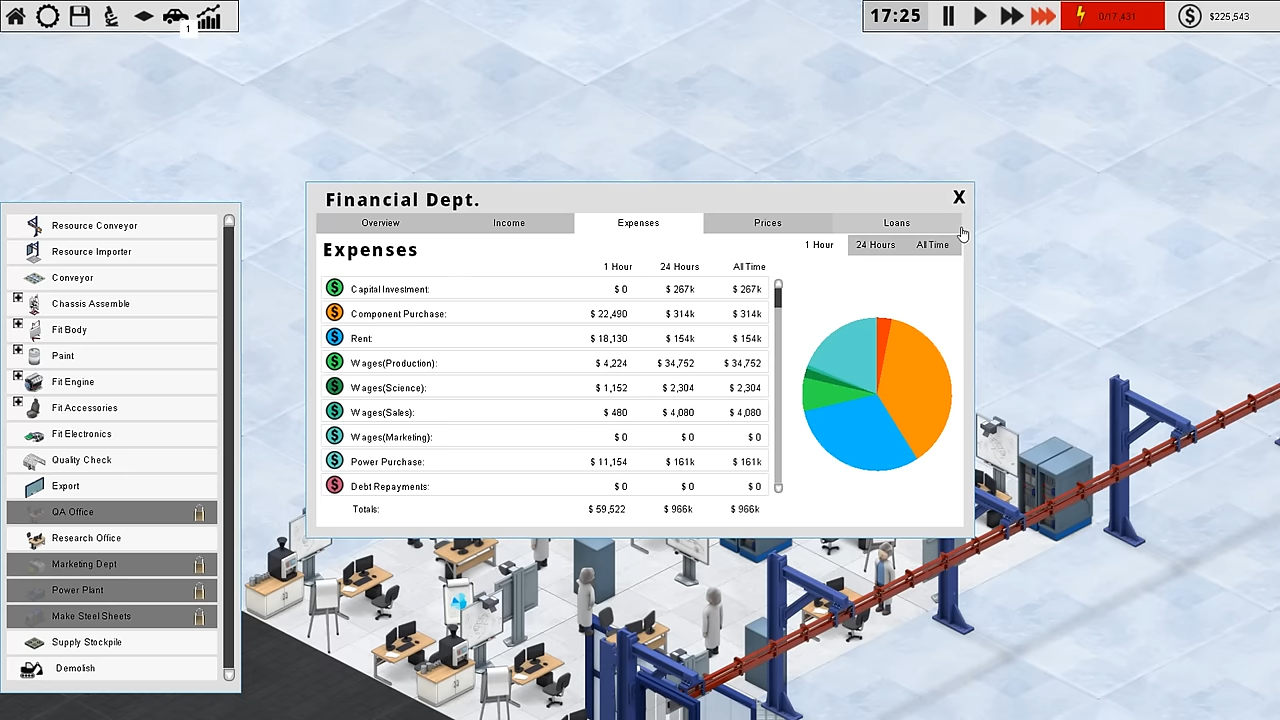 1
17:25
0/17,431
$225,543
Financial Dept.
X
Overview
Income
Expenses
Prices
Loans
Expenses
1 Hour
24 Hours
All Time
1 Hour
24 Hours
All Time
Capital Investment:
$ 0
$ 267k
$ 267k
Component Purchase:
$ 22,490
$ 314k
$ 314k
Rent:
$ 18,130
$ 154k
$ 154k
Wages(Production):
$ 4,224
$ 34,752
$ 34,752
Wages(Science):
$ 1,152
$ 2,304
$ 2,304
Wages(Sales):
$ 480
$ 4,080
$ 4,080
Wages(Marketing):
$ 0
$ 0
$ 0
Power Purchase:
$ 11,154
$ 161k
$ 161k
Debt Repayments:
$ 0
$ 0
$ 0
Totals:
$ 59,522
$ 966k
$ 966k
Resource Conveyor
Resource Importer
Conveyor
Chassis Assemble
Fit Body
Paint
Fit Engine
Fit Accessories
Fit Electronics
Quality Check
Export
QA Office
Research Office
Marketing Dept
Power Plant
Make Steel Sheets
Supply Stockpile
Demolish